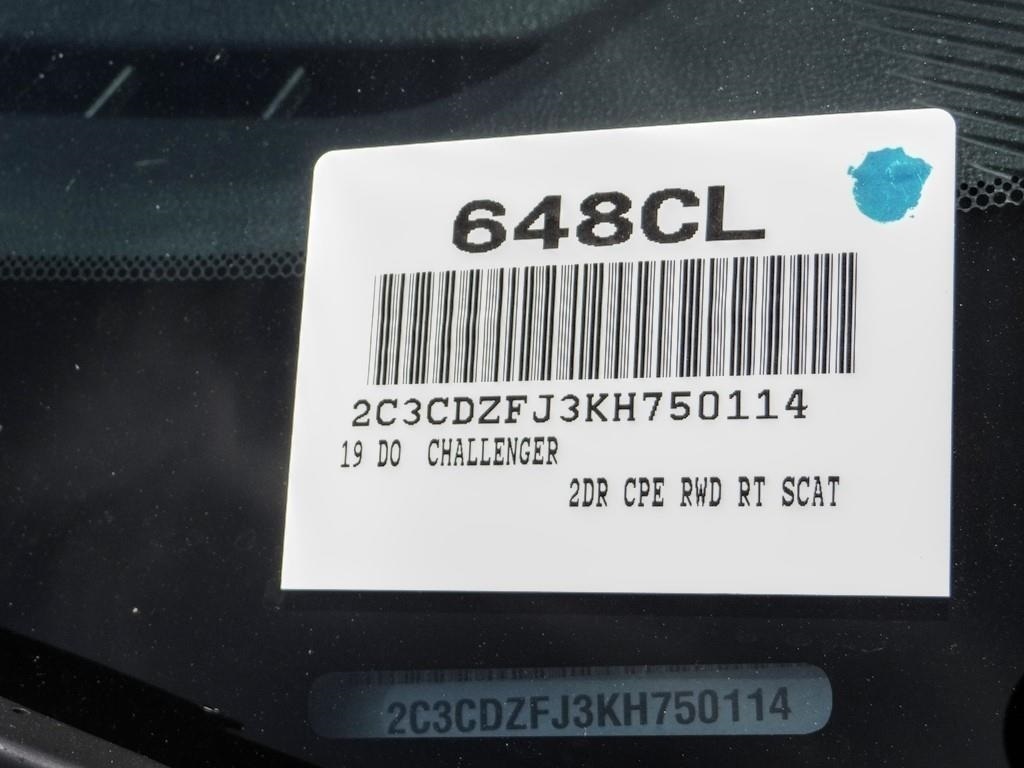 648CL
2C3CDZFJ3KH750114
19 DO CHALLENGER
2DR CPE RWD RT SCAT
2C3CDZFJ3KH750114